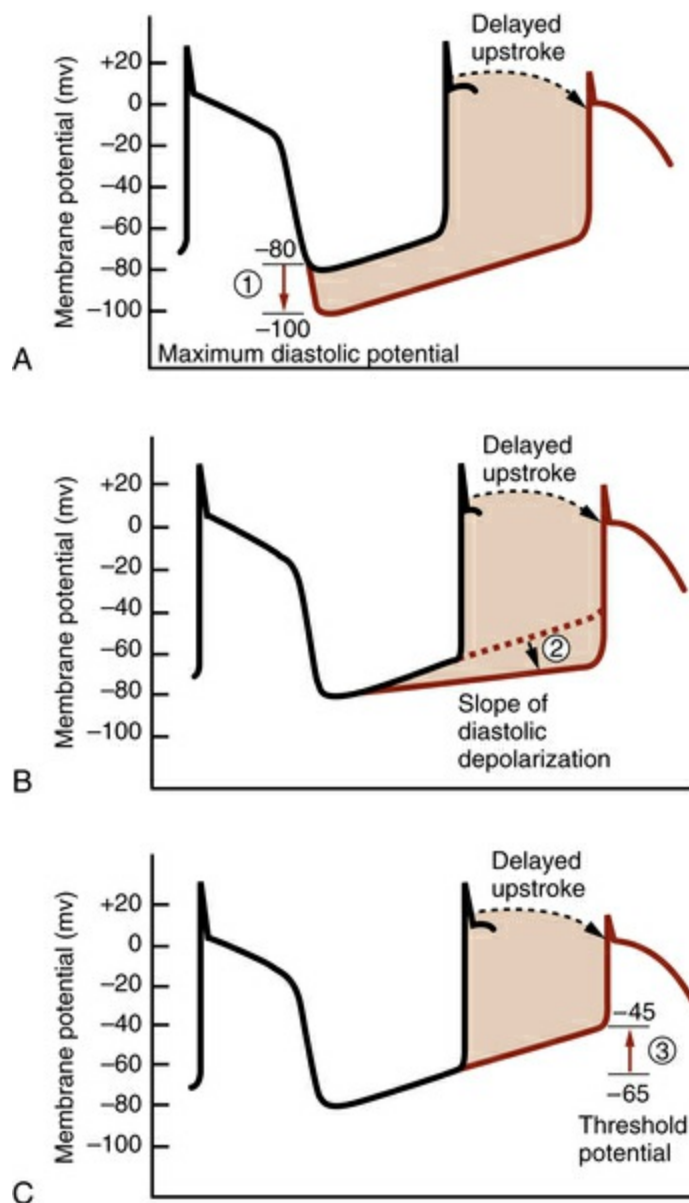 Delayed
upstroke
Membrane potential (mv)
+20
0
−20
−40
−60
−80
−100
−80
①
−100
Maximum diastolic potential
A
Delayed
upstroke
Membrane potential (mv)
+20
0
−20
−40
−60
−80
−100
②
Slope of
diastolic
depolarization
B
Delayed
upstroke
Membrane potential (mv)
+20
0
−20
−40
−60
−80
−100
−45
③
−65
Threshold
potential
C